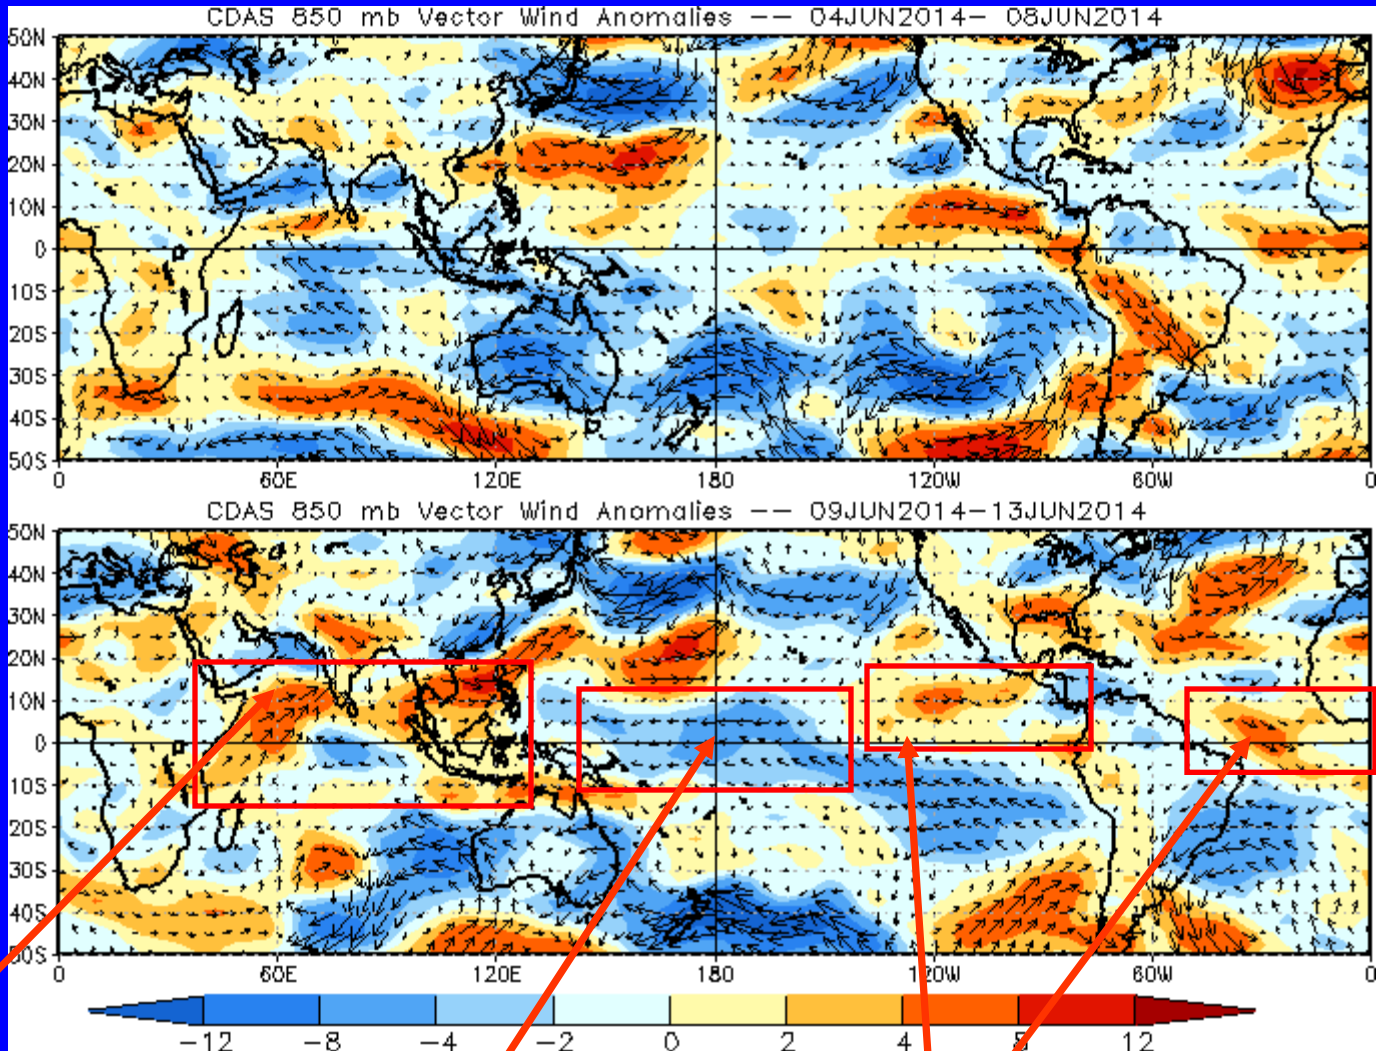 CDAS 850 mb Vector Wind Anomalies -- 04JUN2014- 08JUN2014
50N
40N
30N
20N
10N
0
10S
20S
30S
40S
50S
0 60E 120E 180 120W 60W 0
CDAS 850 mb Vector Wind Anomalies -- 09JUN2014-13JUN2014
50N
40N
30N
20N
10N
0
10S
20S
30S
40S
50S
0 60E 120E 180 120W 60W 0
-12 -8 -4 -2 0 2 4 8 12